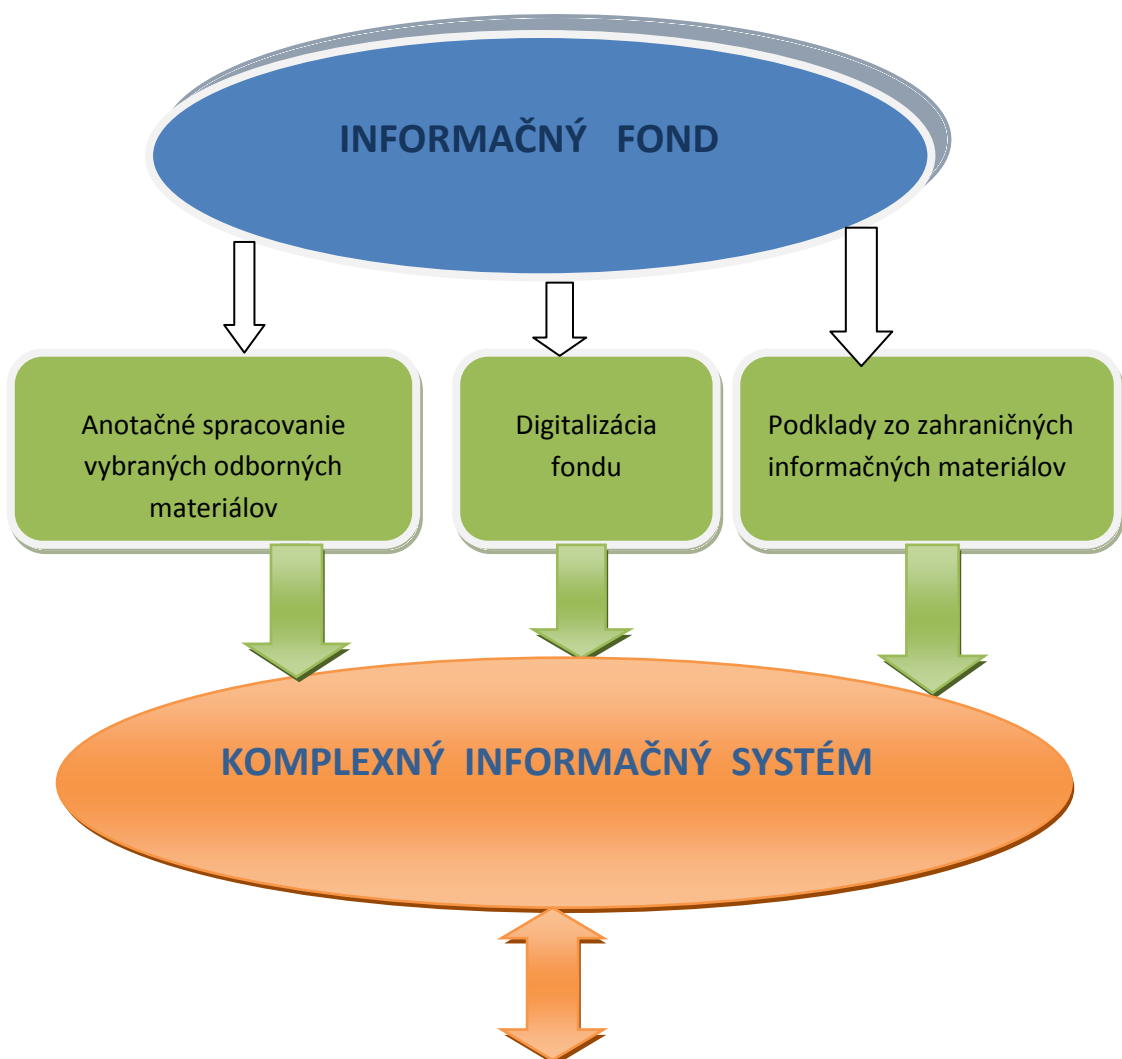 INFORMAČNÝ FOND
Anotačné spracovanie
vybraných odborných
materiálov
Digitalizácia
fondu
Podklady zo zahraničných
informačných materiálov
KOMPLEXNÝ INFORMAČNÝ SYSTÉM